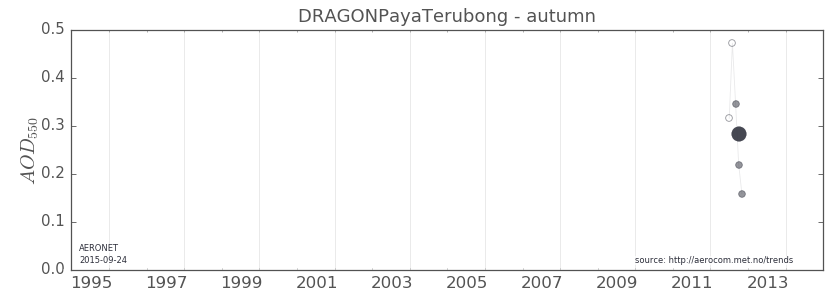 DRAGONPayaTerubong - autumn
0.5
0.4
0.3
0.2
0.1
0.0
AOD550
AERONET
2015-09-24
source: http://aerocom.met.no/trends
1995 1997 1999 2001 2003 2005 2007 2009 2011 2013